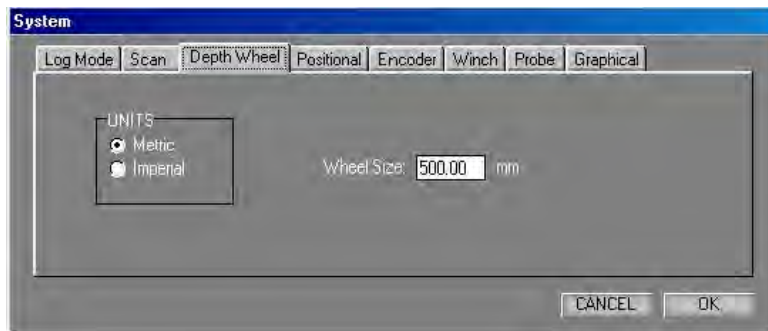 System
Log Mode Scan Depth Wheel Positional Encoder Winch Probe Graphical
UNITS
Metric
Imperial
Wheel Size: 500.00 mm
CANCEL OK